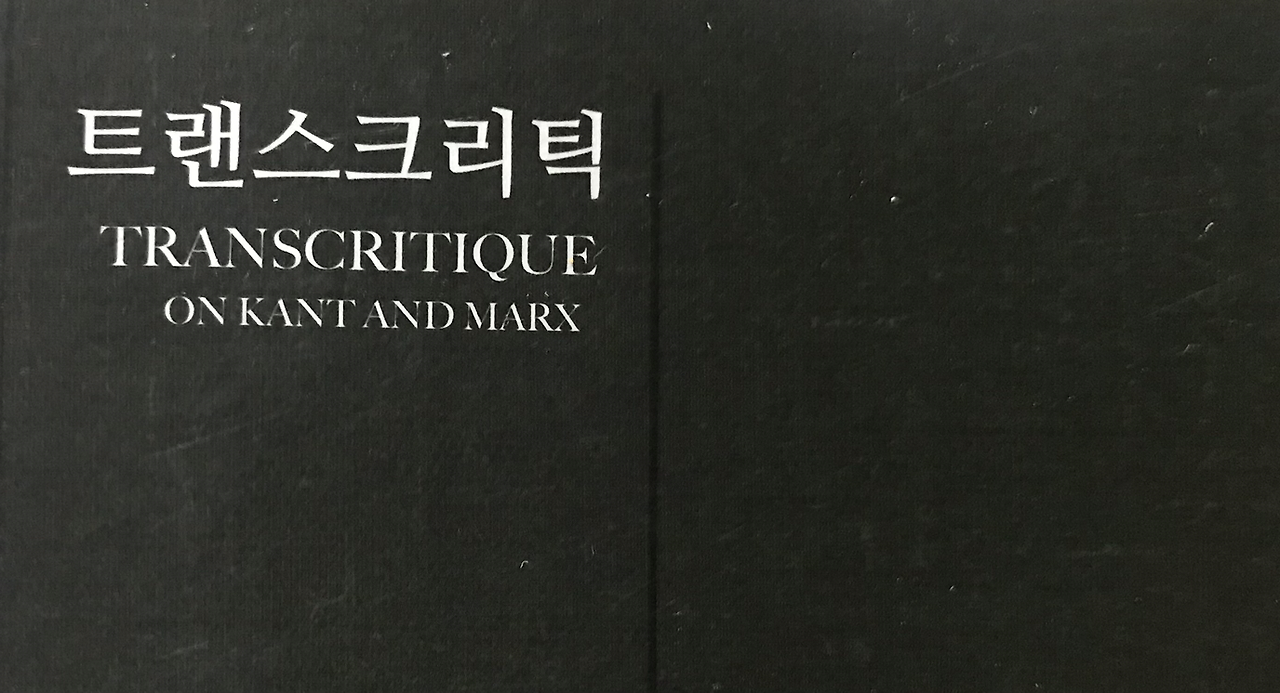 트랜스크리틱
TRANSCRITIQUE
ON KANT AND MARX